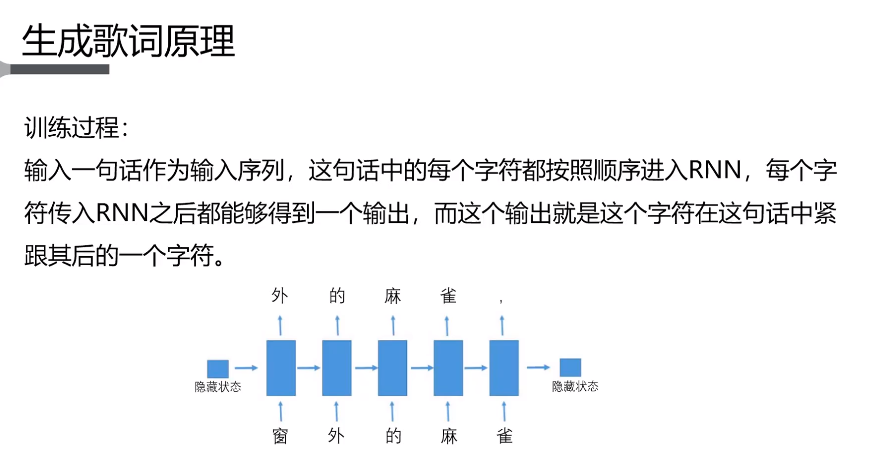 生成歌词原理
训练过程：
输入一句话作为输入序列，这句话中的每个字符都按照顺序进入RNN，每个字
符传入RNN之后都能够得到一个输出，而这个输出就是这个字符在这句话中紧
跟其后的一个字符。
外 的 麻 雀 ，
隐藏状态 隐藏状态
窗 外 的 麻 雀